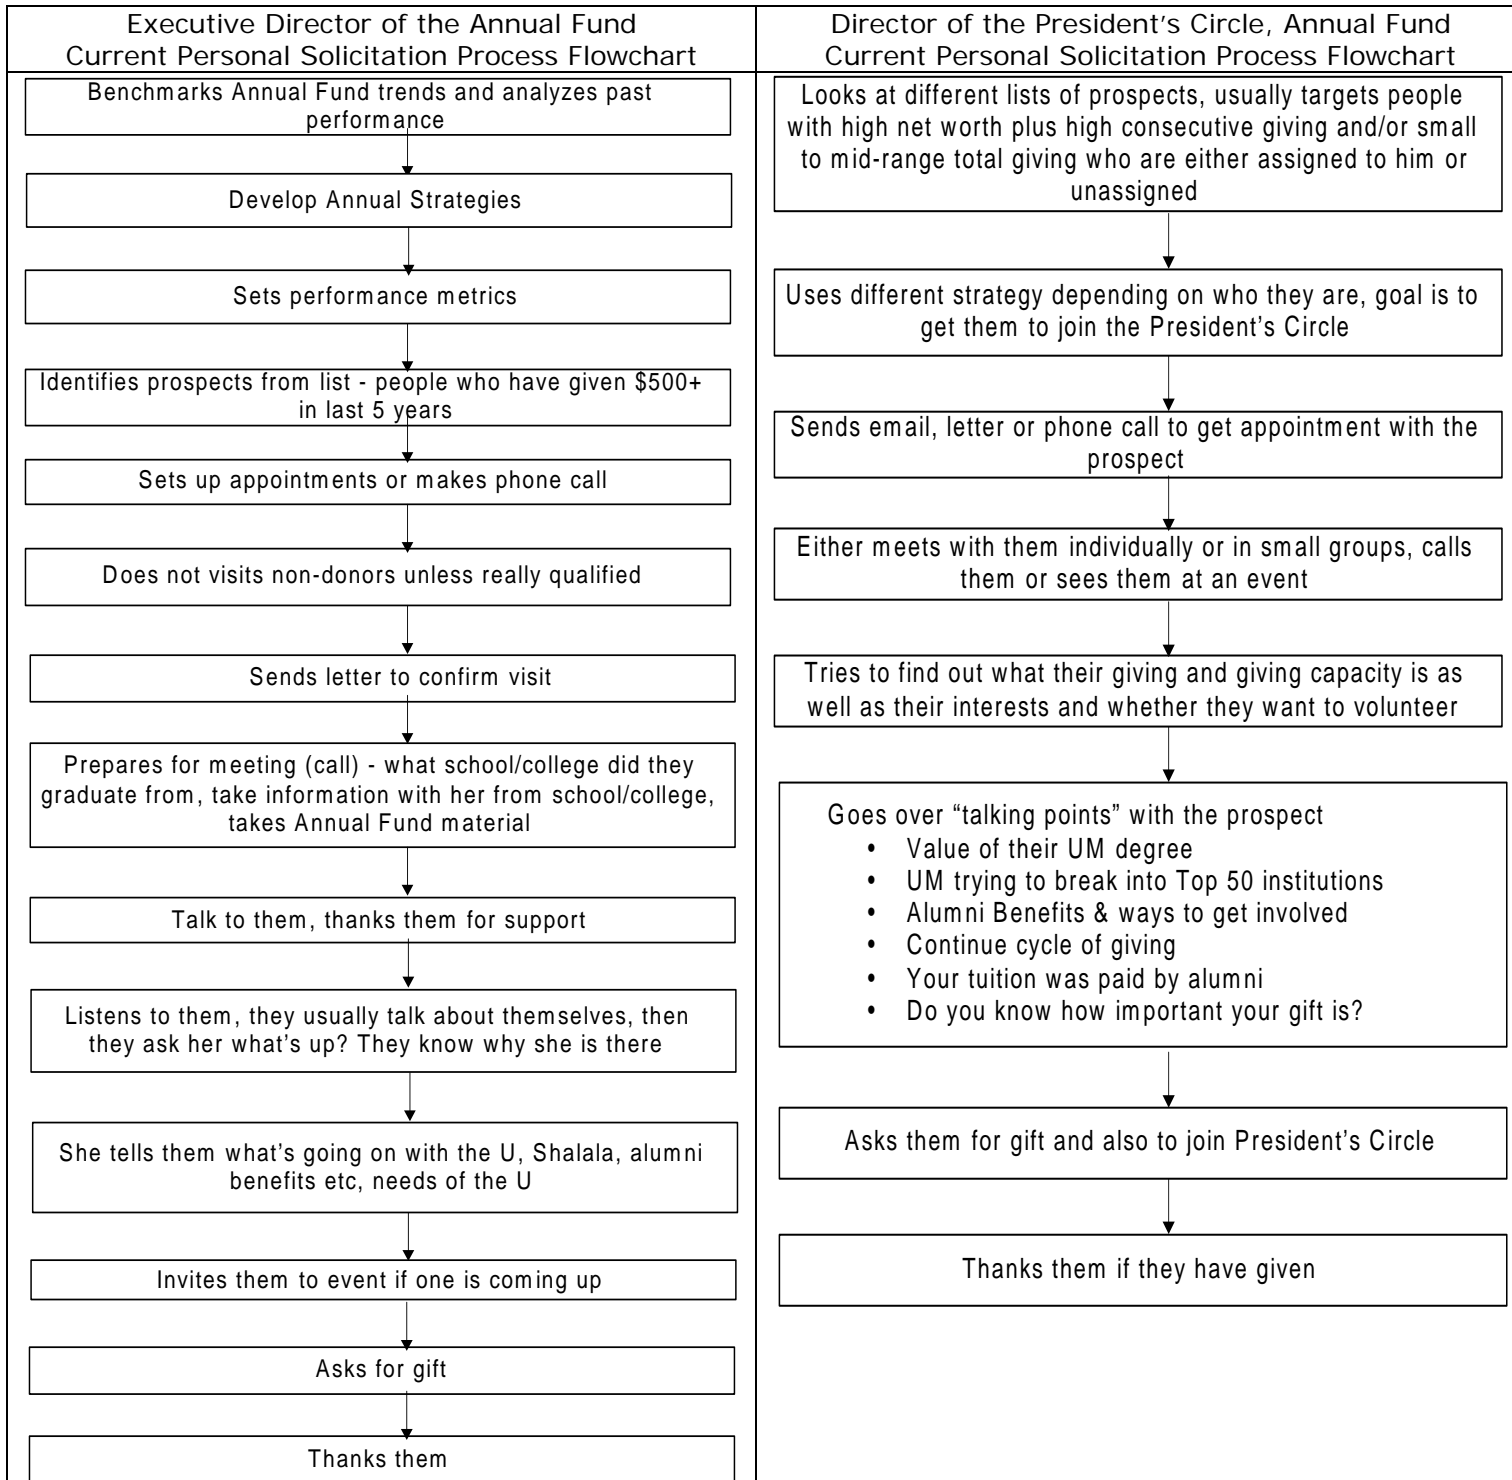 Executive Director of the Annual Fund
Current Personal Solicitation Process Flowchart
Benchmarks Annual Fund trends and analyzes past
performance
Develop Annual Strategies
Sets performance metrics
Identifies prospects from list - people who have given $500+
in last 5 years
Sets up appointments or makes phone call
Does not visits non-donors unless really qualified
Sends letter to confirm visit
Prepares for meeting (call) - what school/college did they
graduate from, take information with her from school/college,
takes Annual Fund material
Talk to them, thanks them for support
Listens to them, they usually talk about themselves, then
they ask her what's up? They know why she is there
She tells them what's going on with the U, Shalala, alumni
benefits etc, needs of the U
Invites them to event if one is coming up
Asks for gift
Thanks them
Director of the President's Circle, Annual Fund
Current Personal Solicitation Process Flowchart
Looks at different lists of prospects, usually targets people
with high net worth plus high consecutive giving and/or small
to mid-range total giving who are either assigned to him or
unassigned
Uses different strategy depending on who they are, goal is to
get them to join the President's Circle
Sends email, letter or phone call to get appointment with the
prospect
Either meets with them individually or in small groups, calls
them or sees them at an event
Tries to find out what their giving and giving capacity is as
well as their interests and whether they want to volunteer
Goes over “talking points” with the prospect
• Value of their UM degree
• UM trying to break into Top 50 institutions
• Alumni Benefits & ways to get involved
• Continue cycle of giving
• Your tuition was paid by alumni
• Do you know how important your gift is?
Asks them for gift and also to join President's Circle
Thanks them if they have given